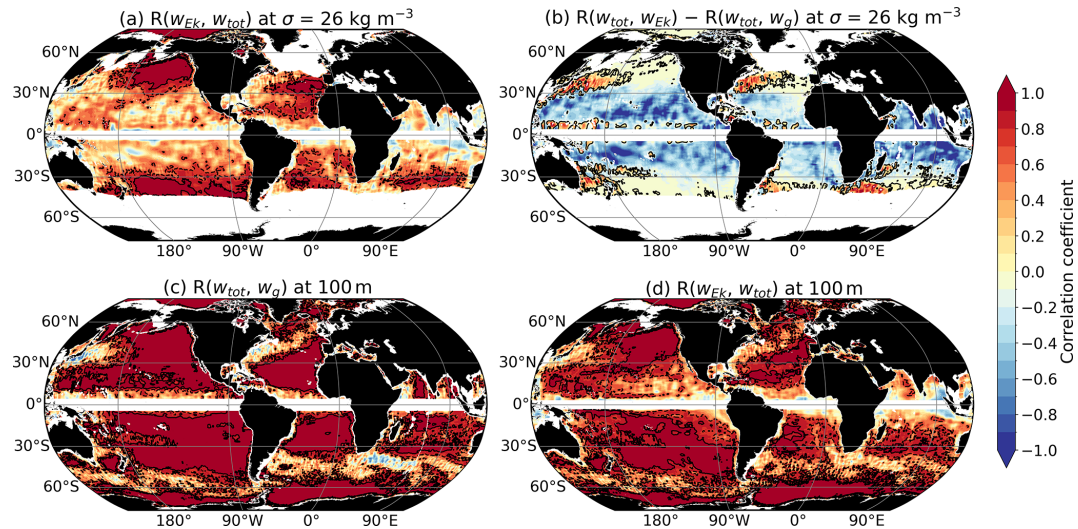 (a) R(w_Ek, w_tot) at σ = 26 kg m⁻³
(b) R(w_tot, w_Ek) − R(w_tot, w_g) at σ = 26 kg m⁻³
60°N
30°N
0°
30°S
60°S
180° 90°W 0° 90°E
60°N
30°N
0°
30°S
60°S
180° 90°W 0° 90°E
(c) R(w_tot, w_g) at 100 m
(d) R(w_Ek, w_tot) at 100 m
60°N
30°N
0°
30°S
60°S
180° 90°W 0° 90°E
60°N
30°N
0°
30°S
60°S
180° 90°W 0° 90°E
1.0
0.8
0.6
0.4
0.2
0.0
−0.2
−0.4
−0.6
−0.8
−1.0
Correlation coefficient